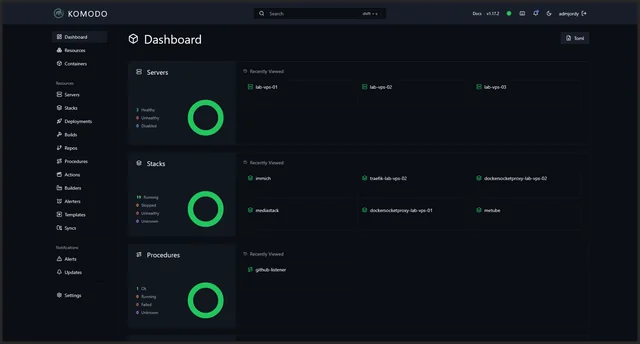 KOMODO
Search
shift + s
Docs
v1.17.2
admjordy
Dashboard
Resources
Containers
Resources
Servers
Stacks
Deployments
Builds
Repos
Procedures
Actions
Builders
Alerters
Templates
Syncs
Notifications
Alerts
Updates
Settings
Dashboard
Toml
Servers
3 Healthy
0 Unhealthy
0 Disabled
Recently Viewed
lab-vps-01
lab-vps-02
lab-vps-03
Stacks
19 Running
0 Stopped
0 Unhealthy
0 Unknown
Recently Viewed
immich
traefik-lab-vps-02
dockersocketproxy-lab-vps-02
mediastack
dockersocketproxy-lab-vps-01
metube
Procedures
1 Ok
0 Running
0 Failed
0 Unknown
Recently Viewed
github-listener